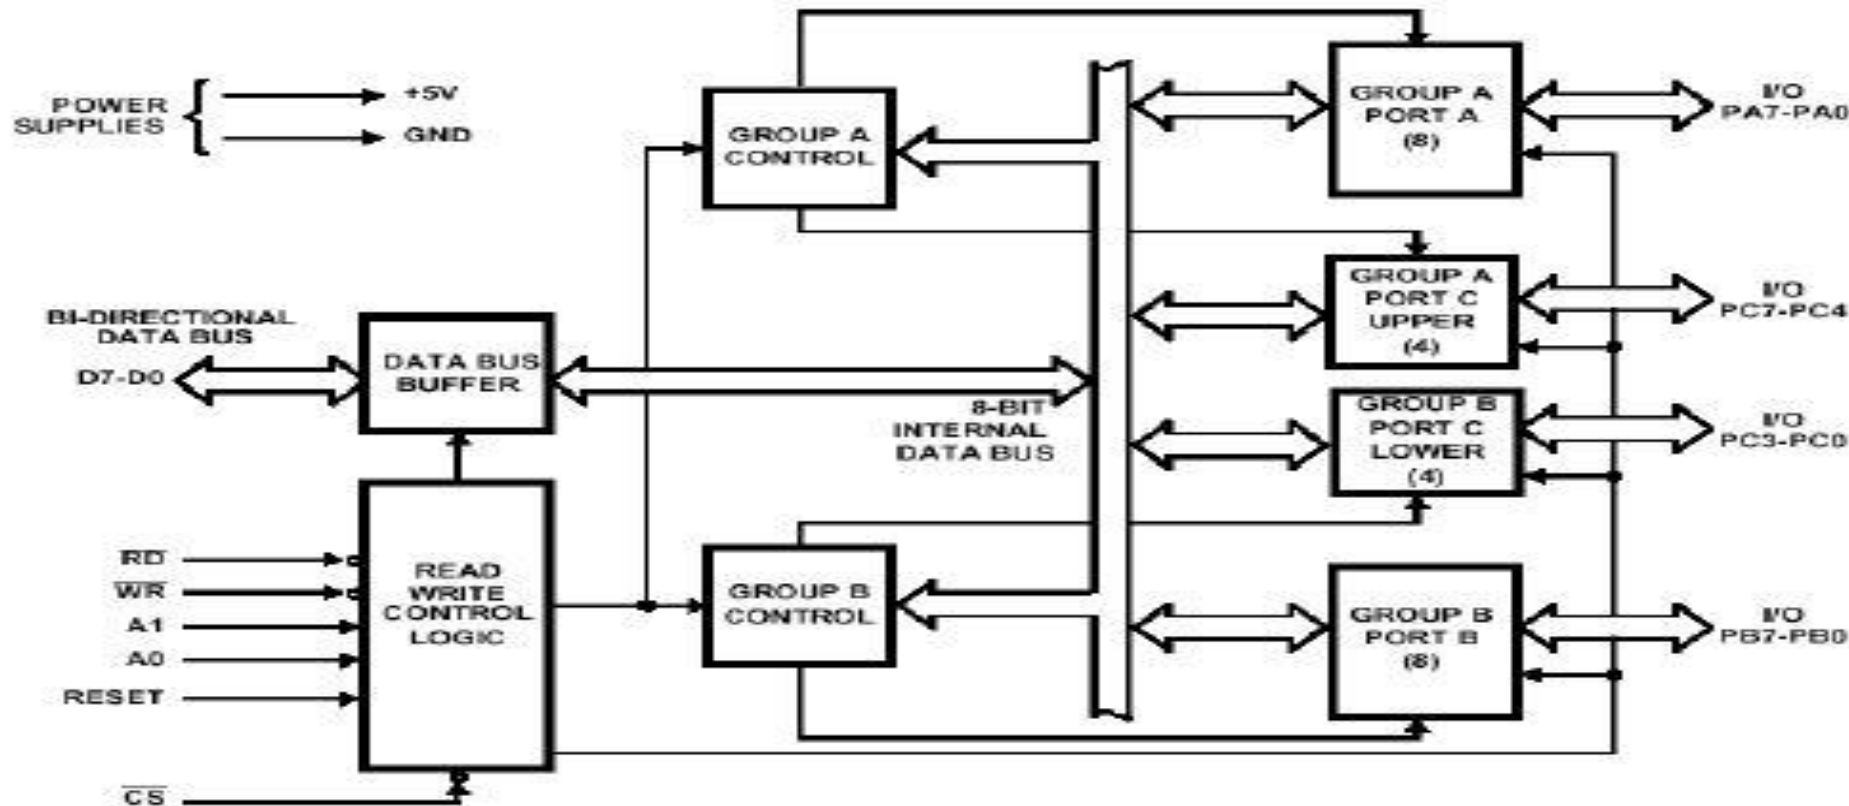 POWER
SUPPLIES
+5V
GND
GROUP A
CONTROL
GROUP A
PORT A
(8)
I/O
PA7-PA0
GROUP A
PORT C
UPPER
(4)
I/O
PC7-PC4
BI-DIRECTIONAL
DATA BUS
D7-D0
DATA BUS
BUFFER
8-BIT
INTERNAL
DATA BUS
GROUP B
PORT C
LOWER
(4)
I/O
PC3-PC0
RD
WR
A1
A0
RESET
CS
READ
WRITE
CONTROL
LOGIC
GROUP B
CONTROL
GROUP B
PORT B
(8)
I/O
PB7-PB0